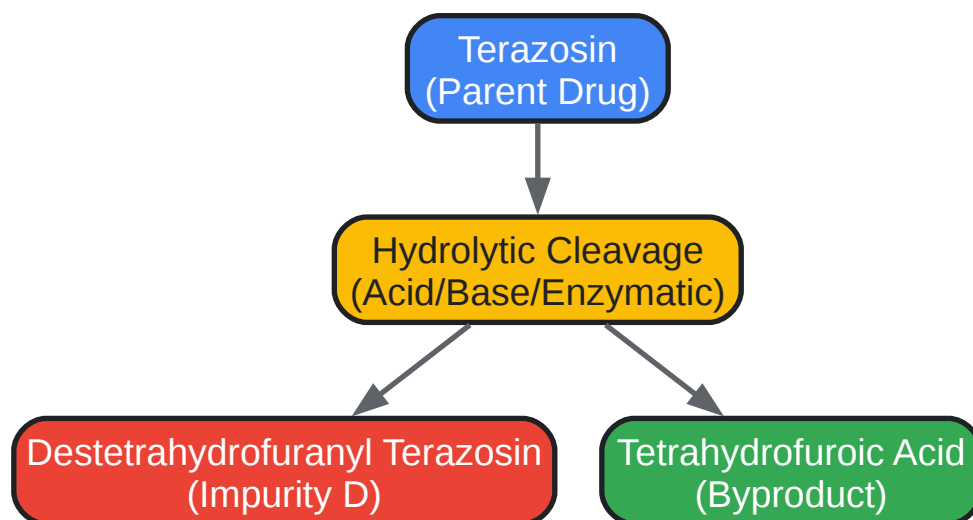 Terazosin
(Parent Drug)
Hydrolytic Cleavage
(Acid/Base/Enzymatic)
Destetrahydrofuranyl Terazosin
(Impurity D)
Tetrahydrofuroic Acid
(Byproduct)